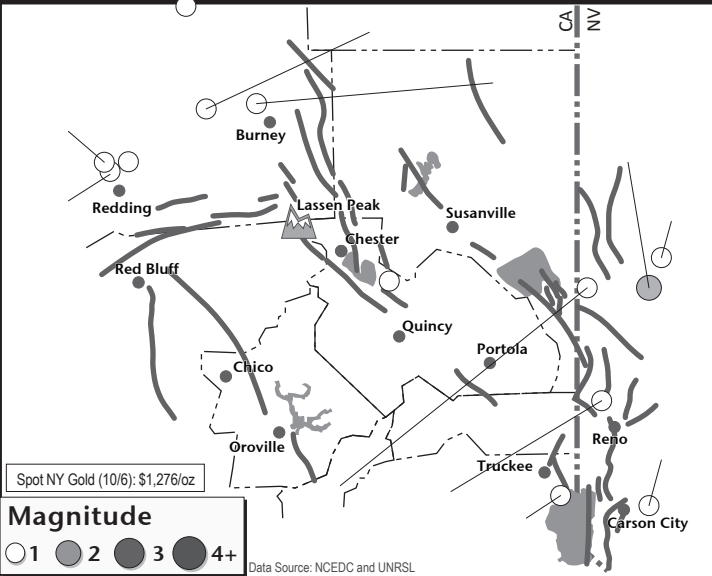 CA
NV
Burney
Redding
Lassen Peak
Susanville
Chester
Red Bluff
Quincy
Portola
Chico
Oroville
Reno
Truckee
Spot NY Gold (10/6): $1,276/oz
Carson City
Magnitude
1 2 3 4+
Data Source: NCEDC and UNRSL